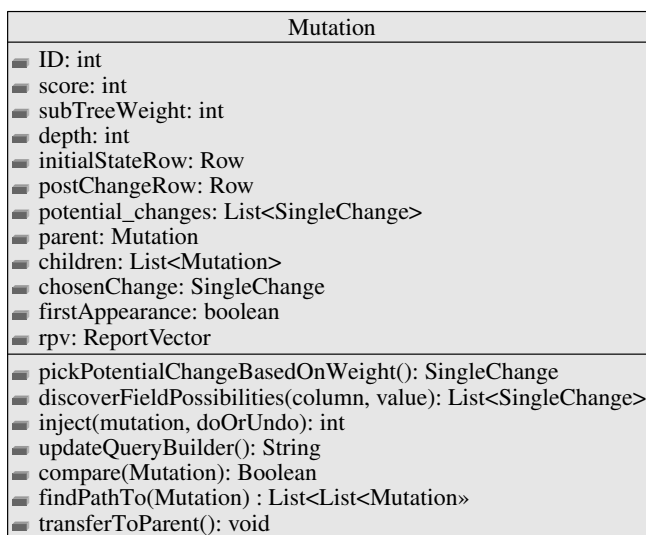 Mutation
ID: int
score: int
subTreeWeight: int
depth: int
initialStateRow: Row
postChangeRow: Row
potential_changes: List<SingleChange>
parent: Mutation
children: List<Mutation>
chosenChange: SingleChange
firstAppearance: boolean
rpv: ReportVector
pickPotentialChangeBasedOnWeight(): SingleChange
discoverFieldPossibilities(column, value): List<SingleChange>
inject(mutation, doOrUndo): int
updateQueryBuilder(): String
compare(Mutation): Boolean
findPathTo(Mutation) : List<List<Mutation»
transferToParent(): void